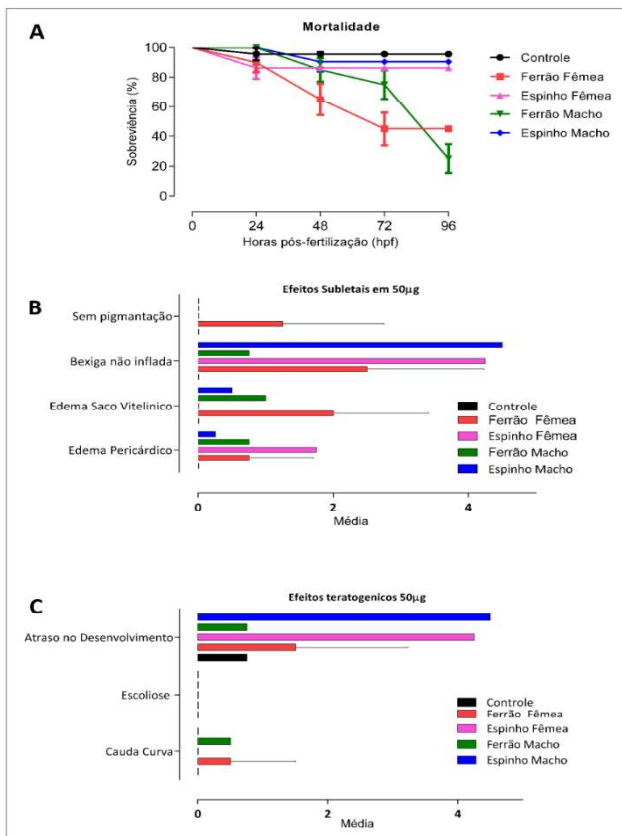 A
Mortalidade
Sobreviência (%)
100
80
60
40
20
0
0 24 48 72 96
Horas pós-fertilização (hpf)
Controle
Ferrão Fêmea
Espinho Fêmea
Ferrão Macho
Espinho Macho
B
Efeitos Subletais em 50µg
Sem pigmantação
Bexiga não inflada
Edema Saco Vitelinico
Edema Pericárdico
Controle
Ferrão Fêmea
Espinho Fêmea
Ferrão Macho
Espinho Macho
0 2 4
Média
C
Efeitos teratogenicos 50µg
Atraso no Desenvolvimento
Escoliose
Cauda Curva
Controle
Ferrão Fêmea
Espinho Fêmea
Ferrão Macho
Espinho Macho
0 2 4
Média